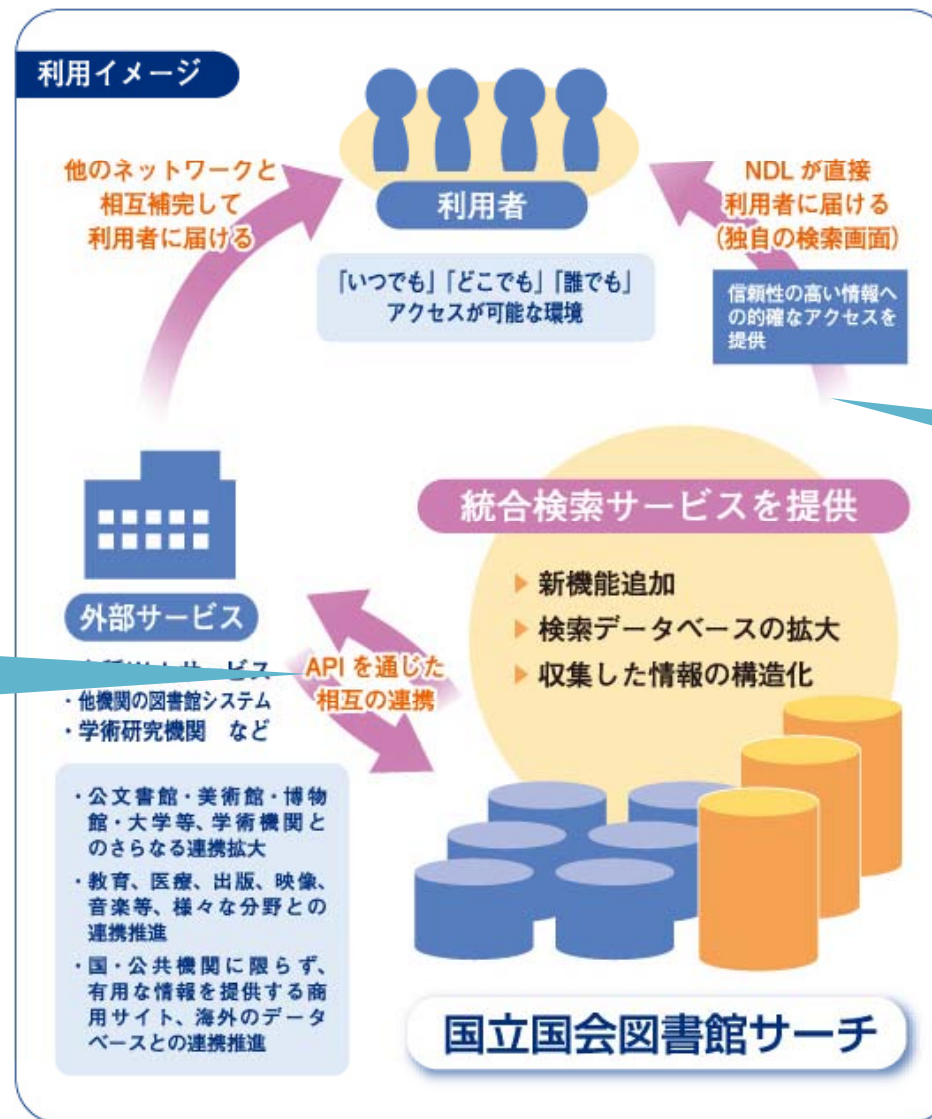 利用イメージ
他のネットワークと
相互補完して
利用者に届ける
利用者
「いつでも」「どこでも」「誰でも」
アクセスが可能な環境
NDL が直接
利用者に届ける
(独自の検索画面)
信頼性の高い情報へ
の的確なアクセスを
提供
統合検索サービスを提供
▶ 新機能追加
▶ 検索データベースの拡大
▶ 収集した情報の構造化
外部サービス
サービス
・他機関の図書館システム
・学術研究機関 など
API を通じた
相互の連携
・公文書館・美術館・博物
館・大学等、学術機関と
のさらなる連携拡大
・教育、医療、出版、映像、
音楽等、様々な分野との
連携推進
・国・公共機関に限らず、
有用な情報を提供する商
用サイト、海外のデータ
ベースとの連携推進
国立国会図書館サーチ